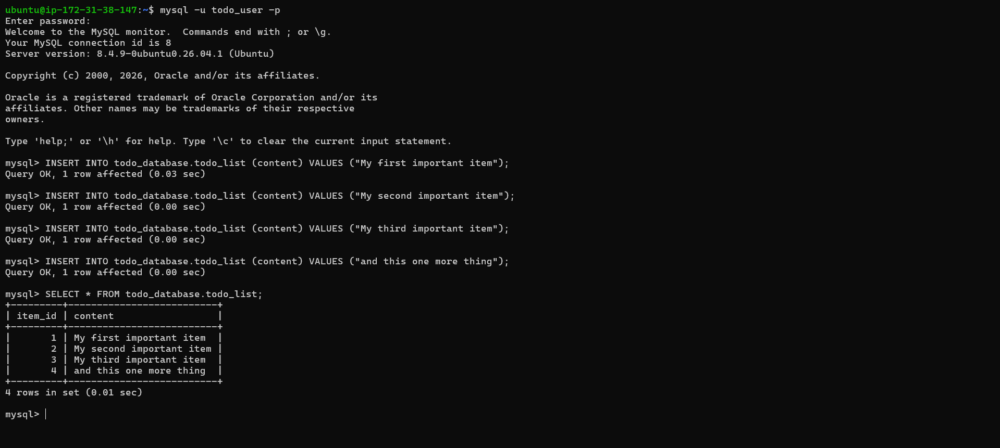 ubuntu@ip-172-31-38-147:~$ mysql -u todo_user -p
Enter password:
Welcome to the MySQL monitor.  Commands end with ; or \g.
Your MySQL connection id is 8
Server version: 8.4.9-0ubuntu0.26.04.1 (Ubuntu)

Copyright (c) 2000, 2026, Oracle and/or its affiliates.

Oracle is a registered trademark of Oracle Corporation and/or its
affiliates. Other names may be trademarks of their respective
owners.

Type 'help;' or '\h' for help. Type '\c' to clear the current input statement.

mysql> INSERT INTO todo_database.todo_list (content) VALUES ("My first important item");
Query OK, 1 row affected (0.03 sec)

mysql> INSERT INTO todo_database.todo_list (content) VALUES ("My second important item");
Query OK, 1 row affected (0.00 sec)

mysql> INSERT INTO todo_database.todo_list (content) VALUES ("My third important item");
Query OK, 1 row affected (0.00 sec)

mysql> INSERT INTO todo_database.todo_list (content) VALUES ("and this one more thing");
Query OK, 1 row affected (0.00 sec)

mysql> SELECT * FROM todo_database.todo_list;
+---------+--------------------------+
| item_id | content                  |
+---------+--------------------------+
|       1 | My first important item  |
|       2 | My second important item |
|       3 | My third important item  |
|       4 | and this one more thing  |
+---------+--------------------------+
4 rows in set (0.01 sec)

mysql>